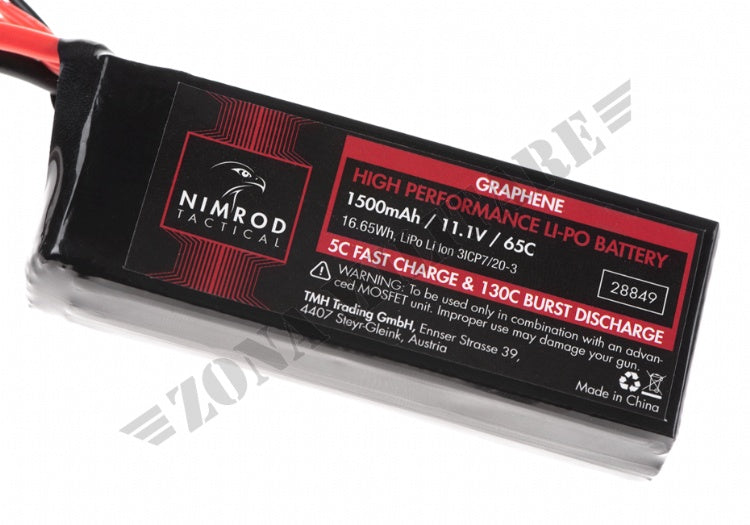 NIMROD
TACTICAL
GRAPHENE
HIGH PERFORMANCE LI-PO BATTERY
1500mAh / 11.1V / 65C
16.65Wh, LiPo Li Ion 3ICP7/20-3
5C FAST CHARGE & 130C BURST DISCHARGE
28849
WARNING: To be used only in combination with an advan-
ced MOSFET unit. Improper use may damage your gun.
TMH Trading GmbH, Ennser Strasse 39,
4407 Steyr-Gleink, Austria
Made in China
ZONA SOFTAIRE